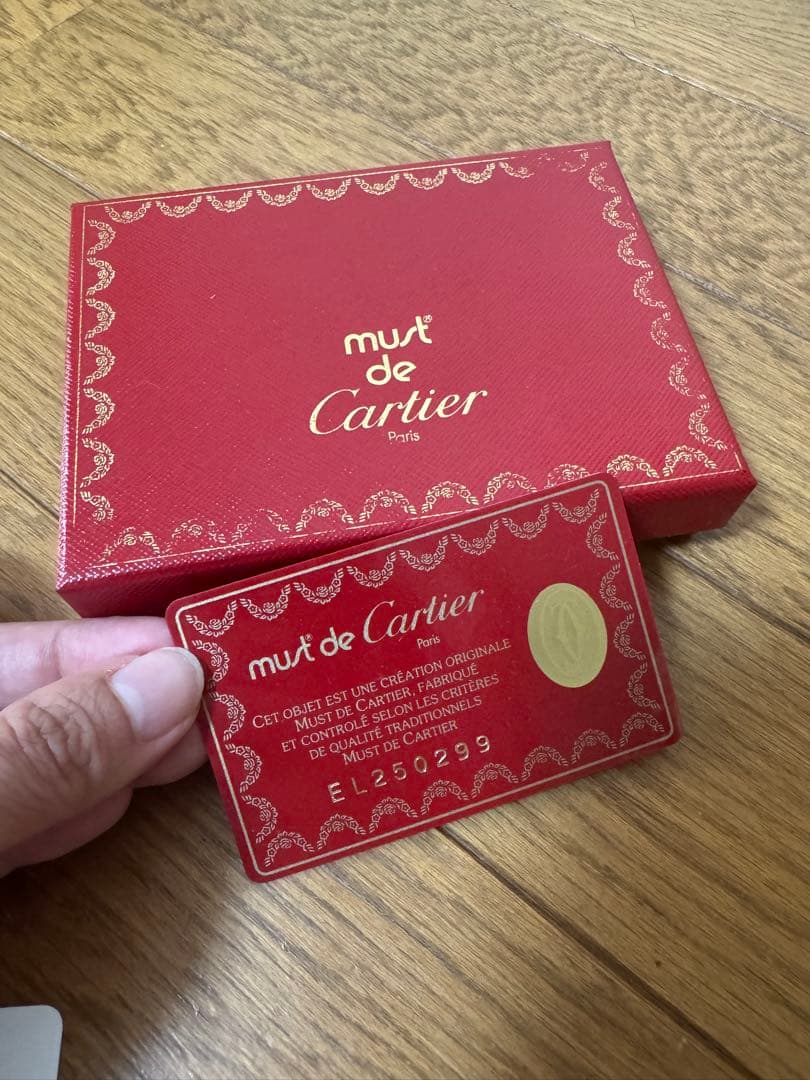 must®
de
Cartier
Paris
must® de Cartier
Paris
CET OBJET EST UNE CRÉATION ORIGINALE
MUST DE CARTIER, FABRIQUÉ
ET CONTROLÉ SELON LES CRITÈRES
DE QUALITÉ TRADITIONNELS
MUST DE CARTIER
EL250299